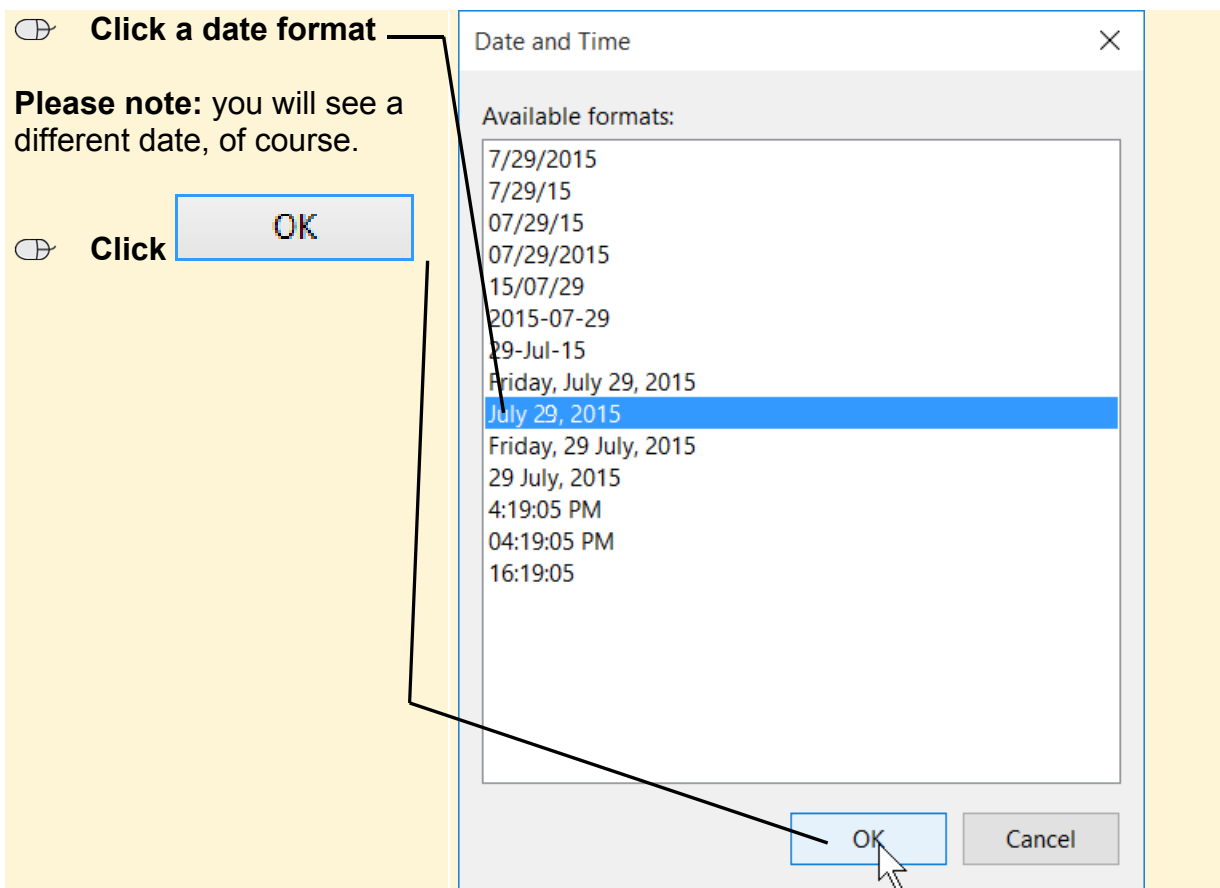 Click a date format
Please note: you will see a
different date, of course.
Click OK
Date and Time
Available formats:
7/29/2015
7/29/15
07/29/15
07/29/2015
15/07/29
2015-07-29
29-Jul-15
Friday, July 29, 2015
July 29, 2015
Friday, 29 July, 2015
29 July, 2015
4:19:05 PM
04:19:05 PM
16:19:05
OK Cancel